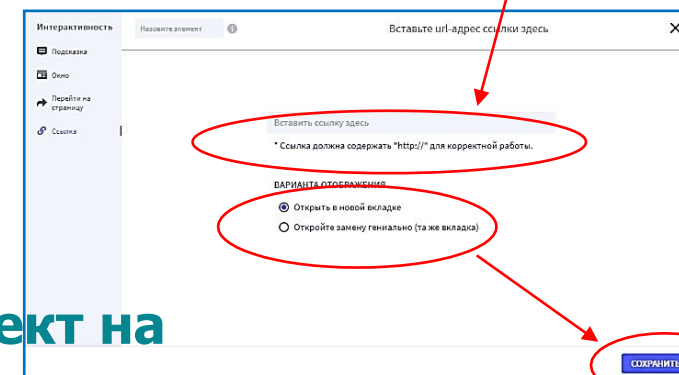 Интерактивность
Назовите элемент
Вставьте url-адрес ссылки здесь
Подсказка
Окно
Перейти на
страницу
Ссылка
Вставить ссылку здесь
* Ссылка должна содержать "http://" для корректной работы.
ВАРИАНТА ОТОБРАЖЕНИЯ
Открыть в новой вкладке
Откройте замену гениально (та же вкладка)
ект на
СОХРАНИТЬ